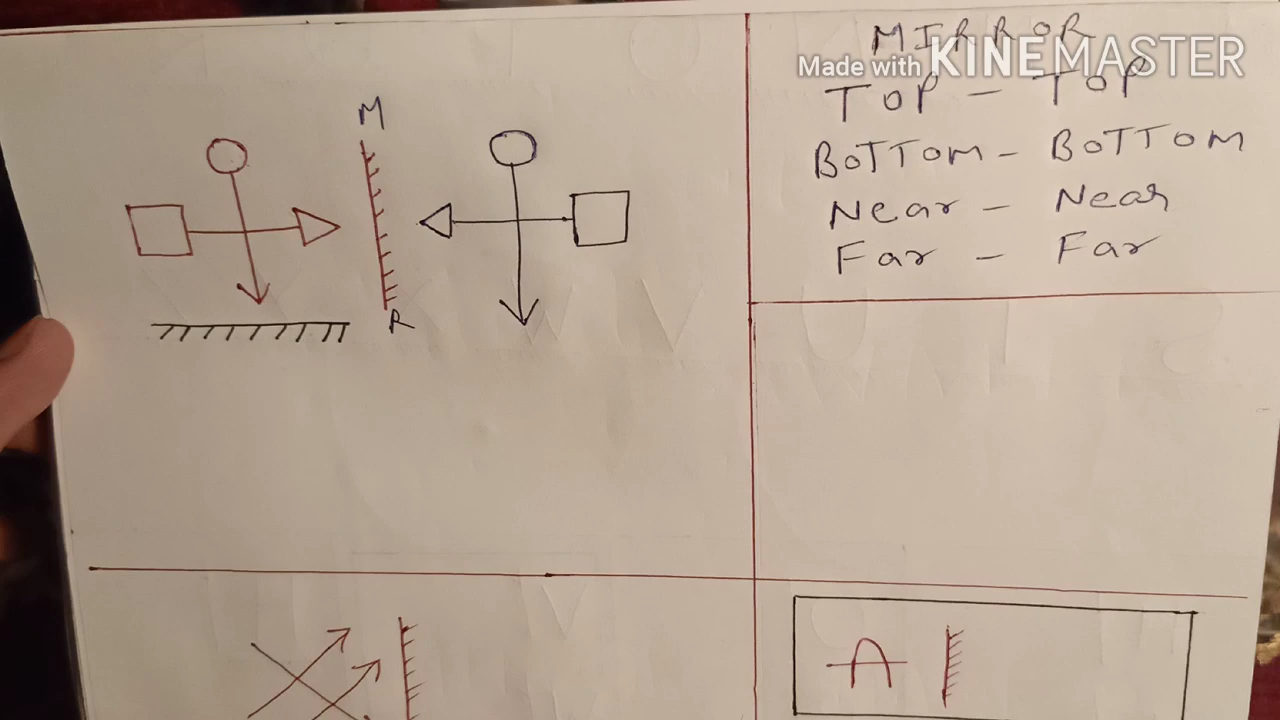 MIRROR
Made with KINEMASTER
TOP - TOP
BOTTOM - BOTTOM
Near - Near
Far - Far
M
R
A